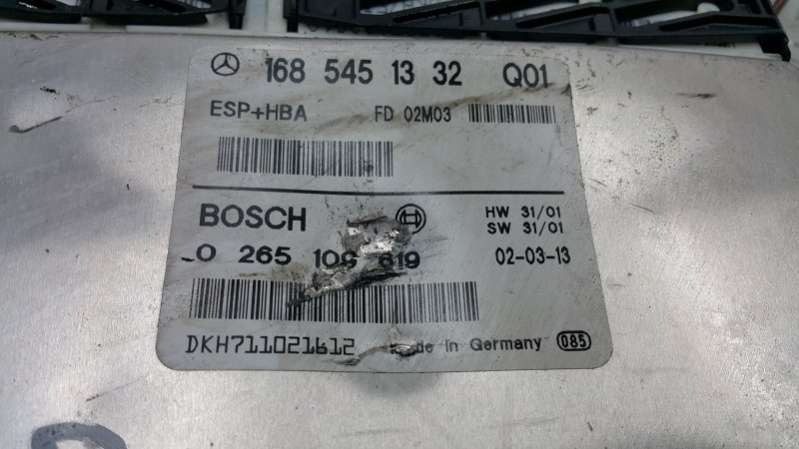 168 545 13 32 Q01
ESP+HBA FD 02M03
BOSCH HW 31/01
SW 31/01
0 265 109 619 02-03-13
DKH711021612 in Germany 085